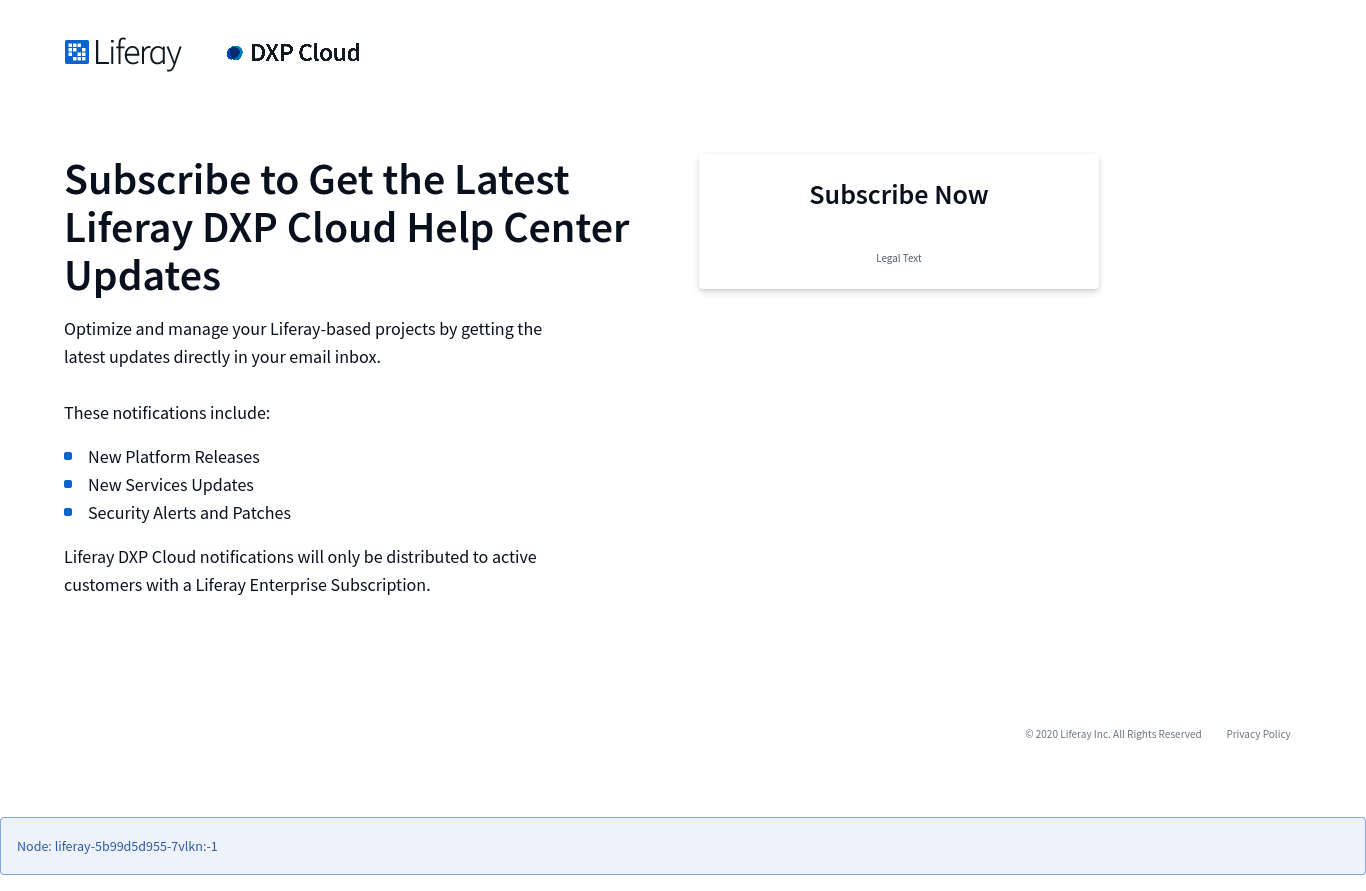 Liferay
DXP Cloud
Subscribe to Get the Latest
Liferay DXP Cloud Help Center
Updates
Optimize and manage your Liferay-based projects by getting the
latest updates directly in your email inbox.
These notifications include:
New Platform Releases
New Services Updates
Security Alerts and Patches
Liferay DXP Cloud notifications will only be distributed to active
customers with a Liferay Enterprise Subscription.
Subscribe Now
Legal Text
© 2020 Liferay Inc. All Rights Reserved
Privacy Policy
Node: liferay-5b99d5d955-7vlkn:-1